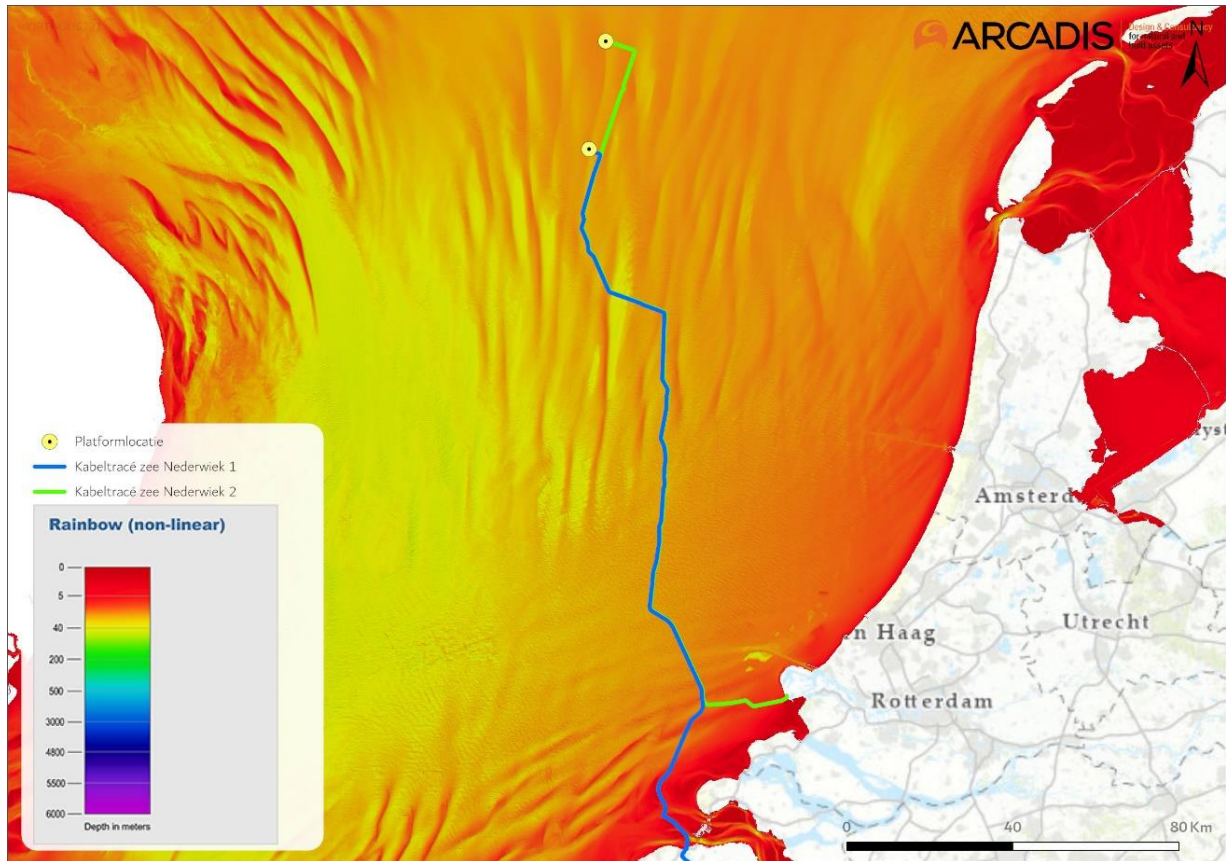 ARCADIS
Design & Consultancy
for natural and
built assets
N
Amsterd
Utrecht
n Haag
Rotterdam
Platformlocatie
Kabeltracé zee Nederwiek 1
Kabeltracé zee Nederwiek 2
Rainbow (non-linear)
0
5
40
200
500
3000
4800
5500
6000
Depth in meters
0 40 80 Km